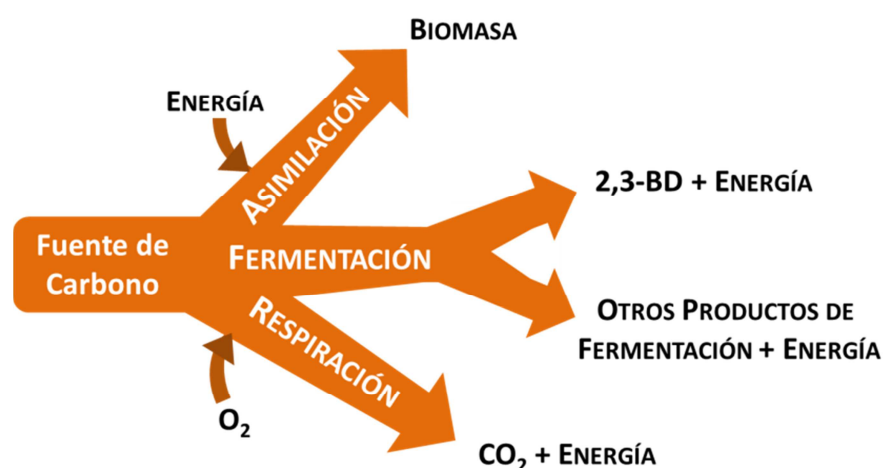 BIOMASA
ENERGÍA
ASIMILACIÓN
2,3-BD + ENERGÍA
Fuente de
Carbono
FERMENTACIÓN
RESPIRACIÓN
OTROS PRODUCTOS DE
FERMENTACIÓN + ENERGÍA
O₂
CO₂ + ENERGÍA